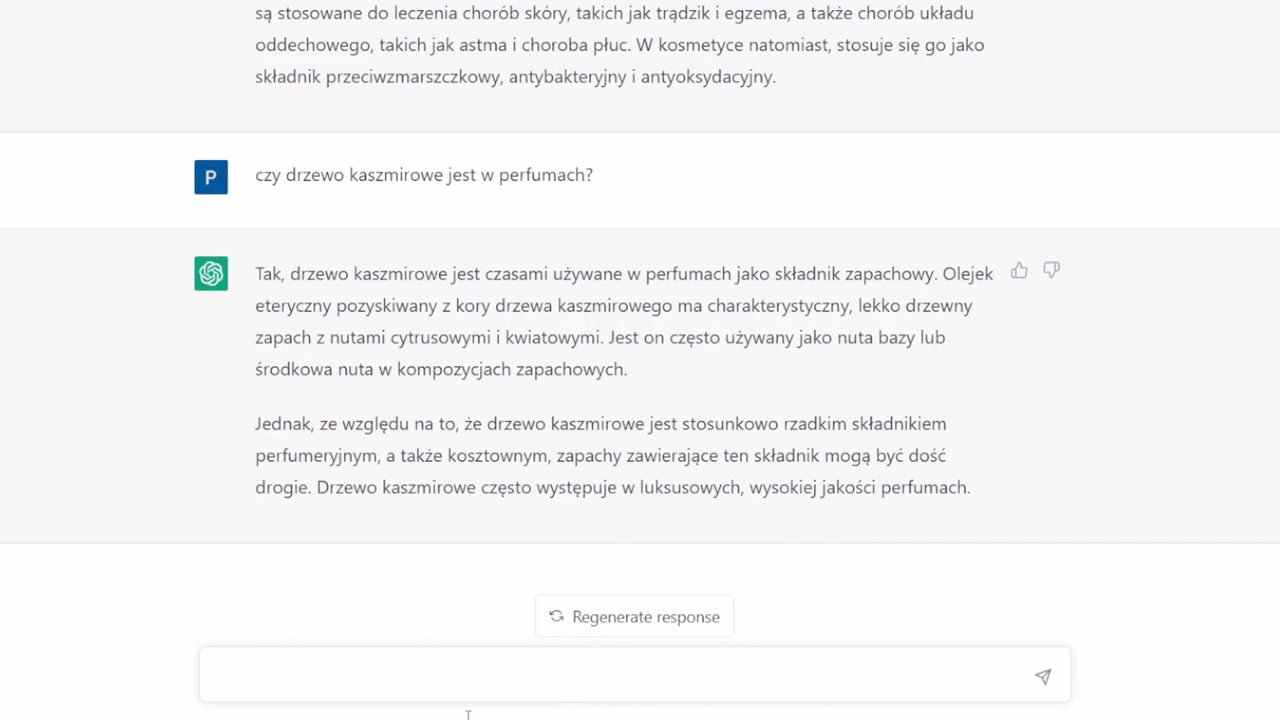 są stosowane do leczenia chorób skóry, takich jak trądzik i egzema, a także chorób układu
oddechowego, takich jak astma i choroba płuc. W kosmetyce natomiast, stosuje się go jako
składnik przeciwzmarszczkowy, antybakteryjny i antyoksydacyjny.
P
czy drzewo kaszmirowe jest w perfumach?
Tak, drzewo kaszmirowe jest czasami używane w perfumach jako składnik zapachowy. Olejek
eteryczny pozyskiwany z kory drzewa kaszmirowego ma charakterystyczny, lekko drzewny
zapach z nutami cytrusowymi i kwiatowymi. Jest on często używany jako nuta bazy lub
środkowa nuta w kompozycjach zapachowych.
Jednak, ze względu na to, że drzewo kaszmirowe jest stosunkowo rzadkim składnikiem
perfumeryjnym, a także kosztownym, zapachy zawierające ten składnik mogą być dość
drogie. Drzewo kaszmirowe często występuje w luksusowych, wysokiej jakości perfumach.
Regenerate response